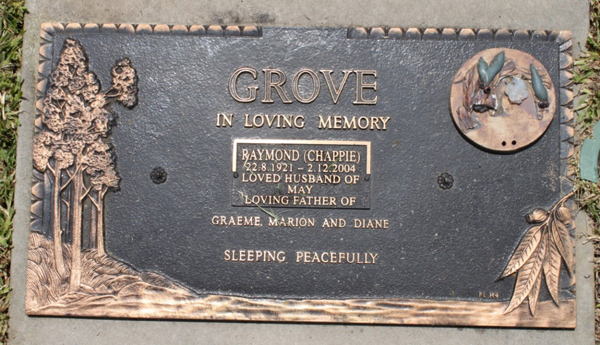 GROVE
IN LOVING MEMORY
RAYMOND (CHAPPIE)
22.8.1921 - 2.12.2004
LOVED HUSBAND OF
MAY
LOVING FATHER OF
GRAEME, MARION AND DIANE
SLEEPING PEACEFULLY